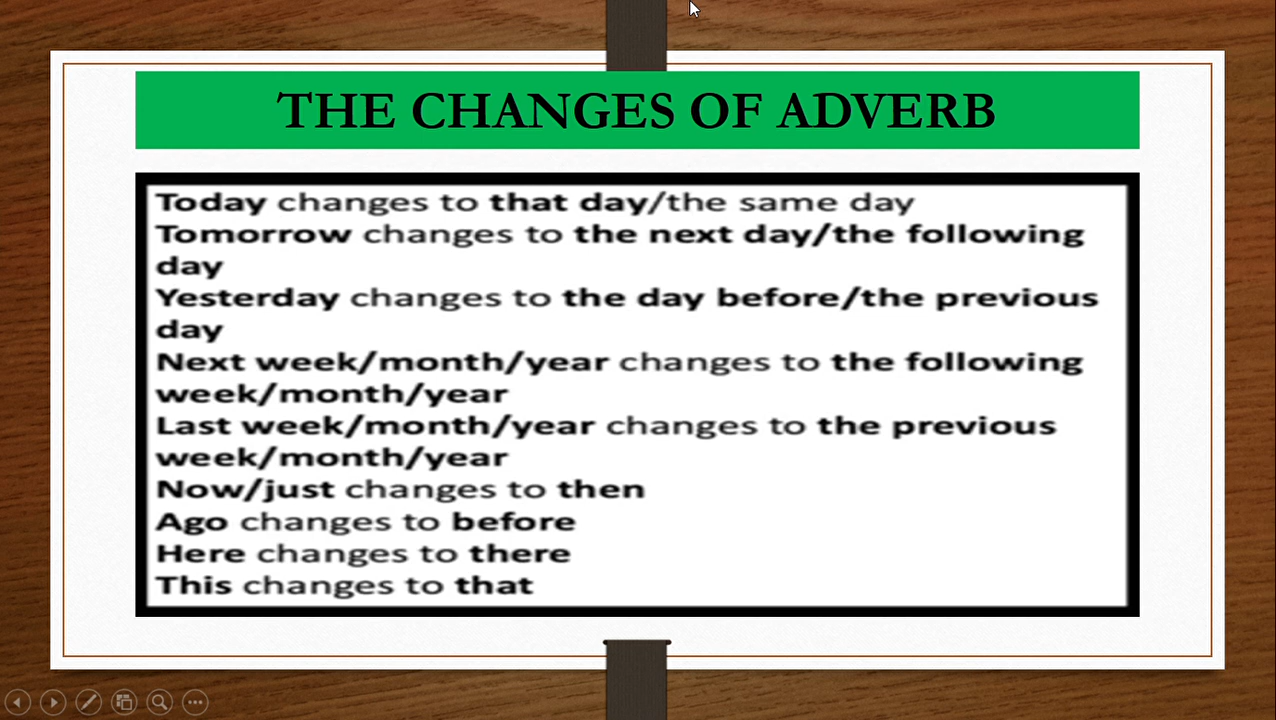 THE CHANGES OF ADVERB
Today changes to that day/the same day
Tomorrow changes to the next day/the following
day
Yesterday changes to the day before/the previous
day
Next week/month/year changes to the following
week/month/year
Last week/month/year changes to the previous
week/month/year
Now/just changes to then
Ago changes to before
Here changes to there
This changes to that